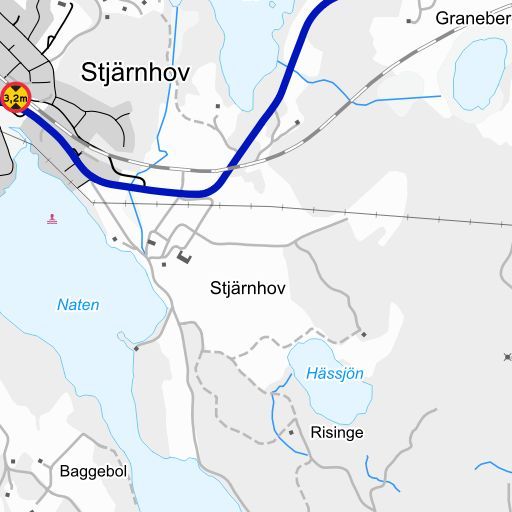 Graneber
Stjärnhov
3,2m
Stjärnhov
Naten
Hässjön
Risinge
Baggebol